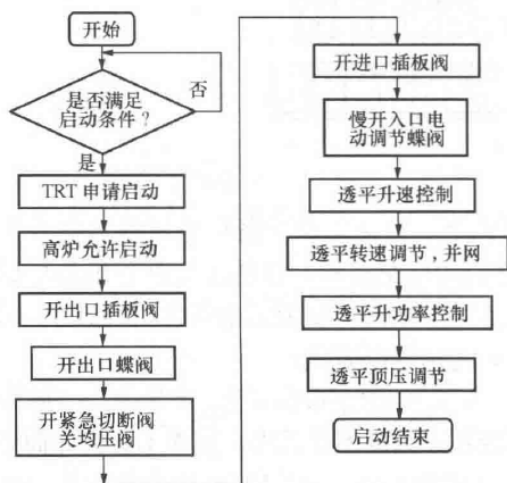 开始
是否满足
启动条件？
否
是
TRT 申请启动
高炉允许启动
开出口插板阀
开出口蝶阀
开紧急切断阀
关均压阀
开进口插板阀
慢开入口电
动调节蝶阀
透平升速控制
透平转速调节，并网
透平升功率控制
透平顶压调节
启动结束